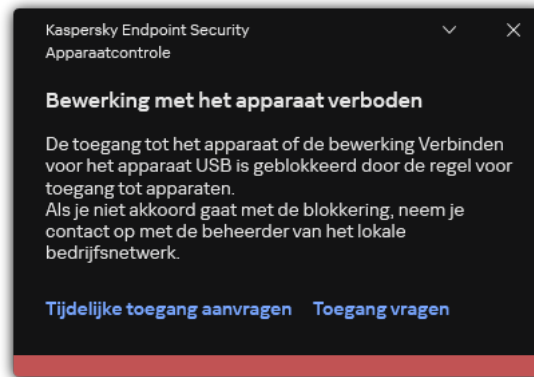 Kaspersky Endpoint Security
Apparaatcontrole
Bewerking met het apparaat verboden
De toegang tot het apparaat of de bewerking Verbinden
voor het apparaat USB is geblokkeerd door de regel voor
toegang tot apparaten.
Als je niet akkoord gaat met de blokkering, neem je
contact op met de beheerder van het lokale
bedrijfsnetwerk.
Tijdelijke toegang aanvragen Toegang vragen